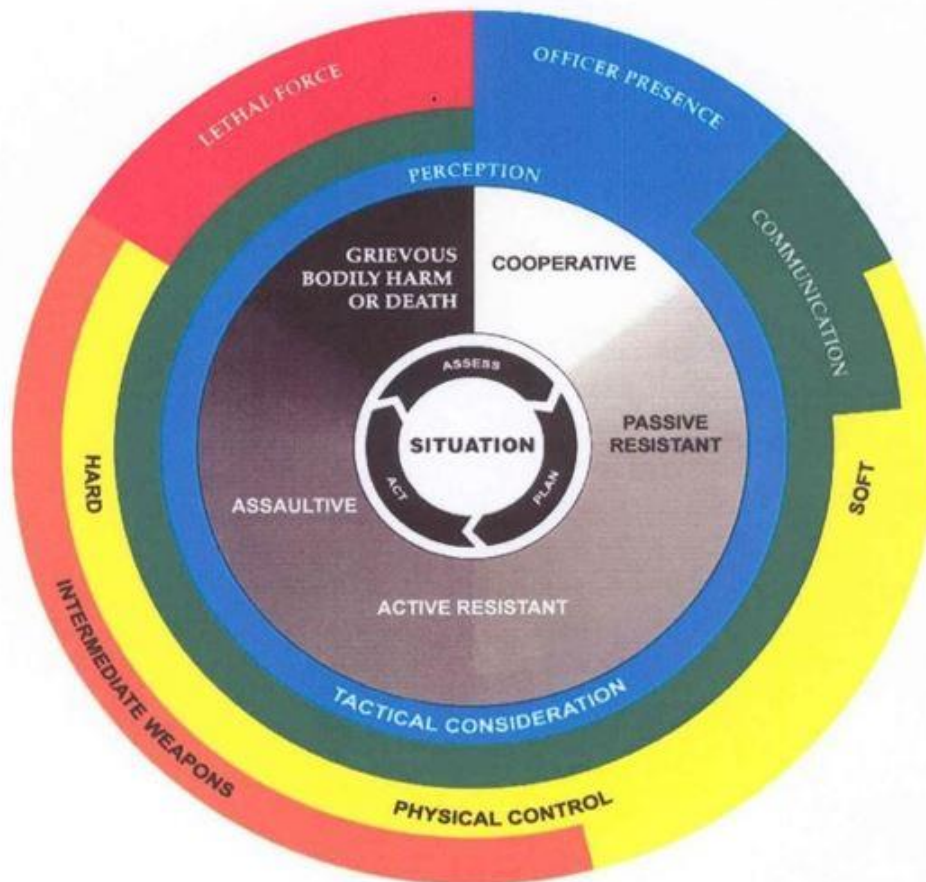 LETHAL FORCE
OFFICER PRESENCE
COMMUNICATION
PERCEPTION
GRIEVOUS
BODILY HARM
OR DEATH
COOPERATIVE
ASSESS
SITUATION
PLAN
ACT
PASSIVE
RESISTANT
ASSAULTIVE
ACTIVE RESISTANT
HARD
SOFT
TACTICAL CONSIDERATION
INTERMEDIATE WEAPONS
PHYSICAL CONTROL